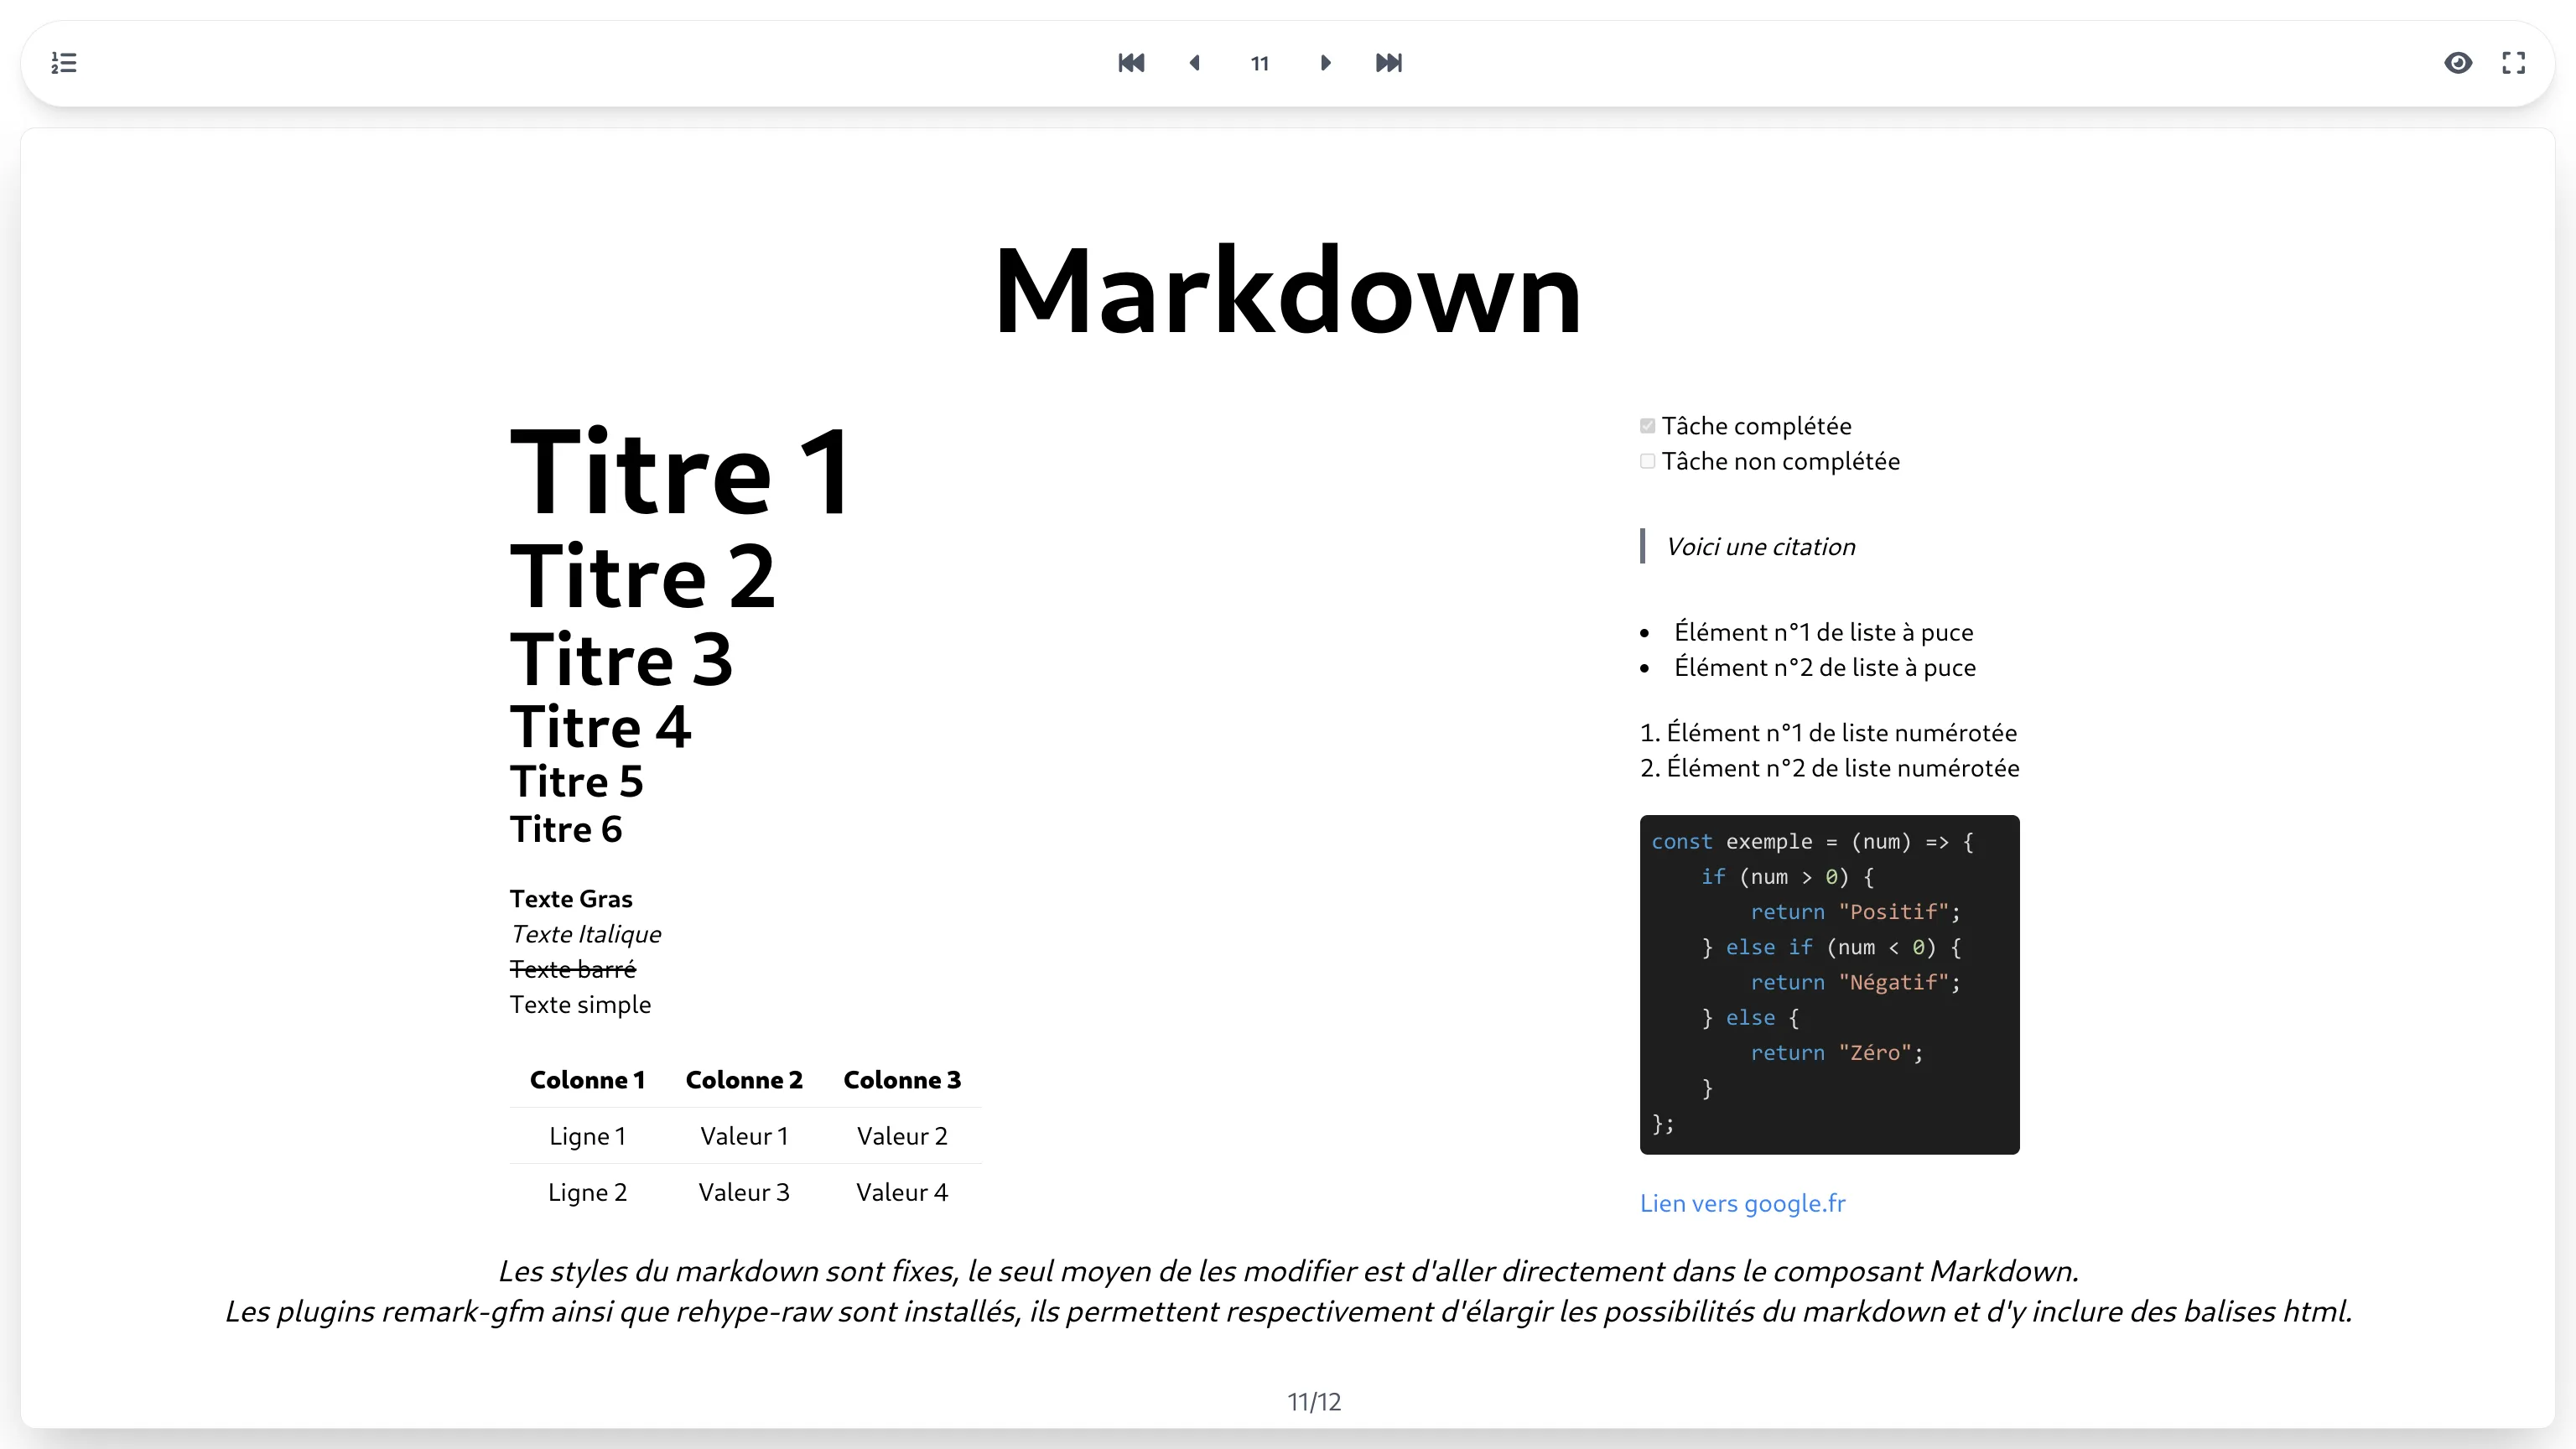 11
Markdown
Titre 1
Titre 2
Titre 3
Titre 4
Titre 5
Titre 6
Texte Gras
Texte Italique
Texte barré
Texte simple
Colonne 1 Colonne 2 Colonne 3
Ligne 1 Valeur 1 Valeur 2
Ligne 2 Valeur 3 Valeur 4
Tâche complétée
Tâche non complétée
Voici une citation
• Élément n°1 de liste à puce
• Élément n°2 de liste à puce
1. Élément n°1 de liste numérotée
2. Élément n°2 de liste numérotée
const exemple = (num) => {
    if (num > 0) {
        return "Positif";
    } else if (num < 0) {
        return "Négatif";
    } else {
        return "Zéro";
    }
};
Lien vers google.fr
Les styles du markdown sont fixes, le seul moyen de les modifier est d'aller directement dans le composant Markdown.
Les plugins remark-gfm ainsi que rehype-raw sont installés, ils permettent respectivement d'élargir les possibilités du markdown et d'y inclure des balises html.
11/12